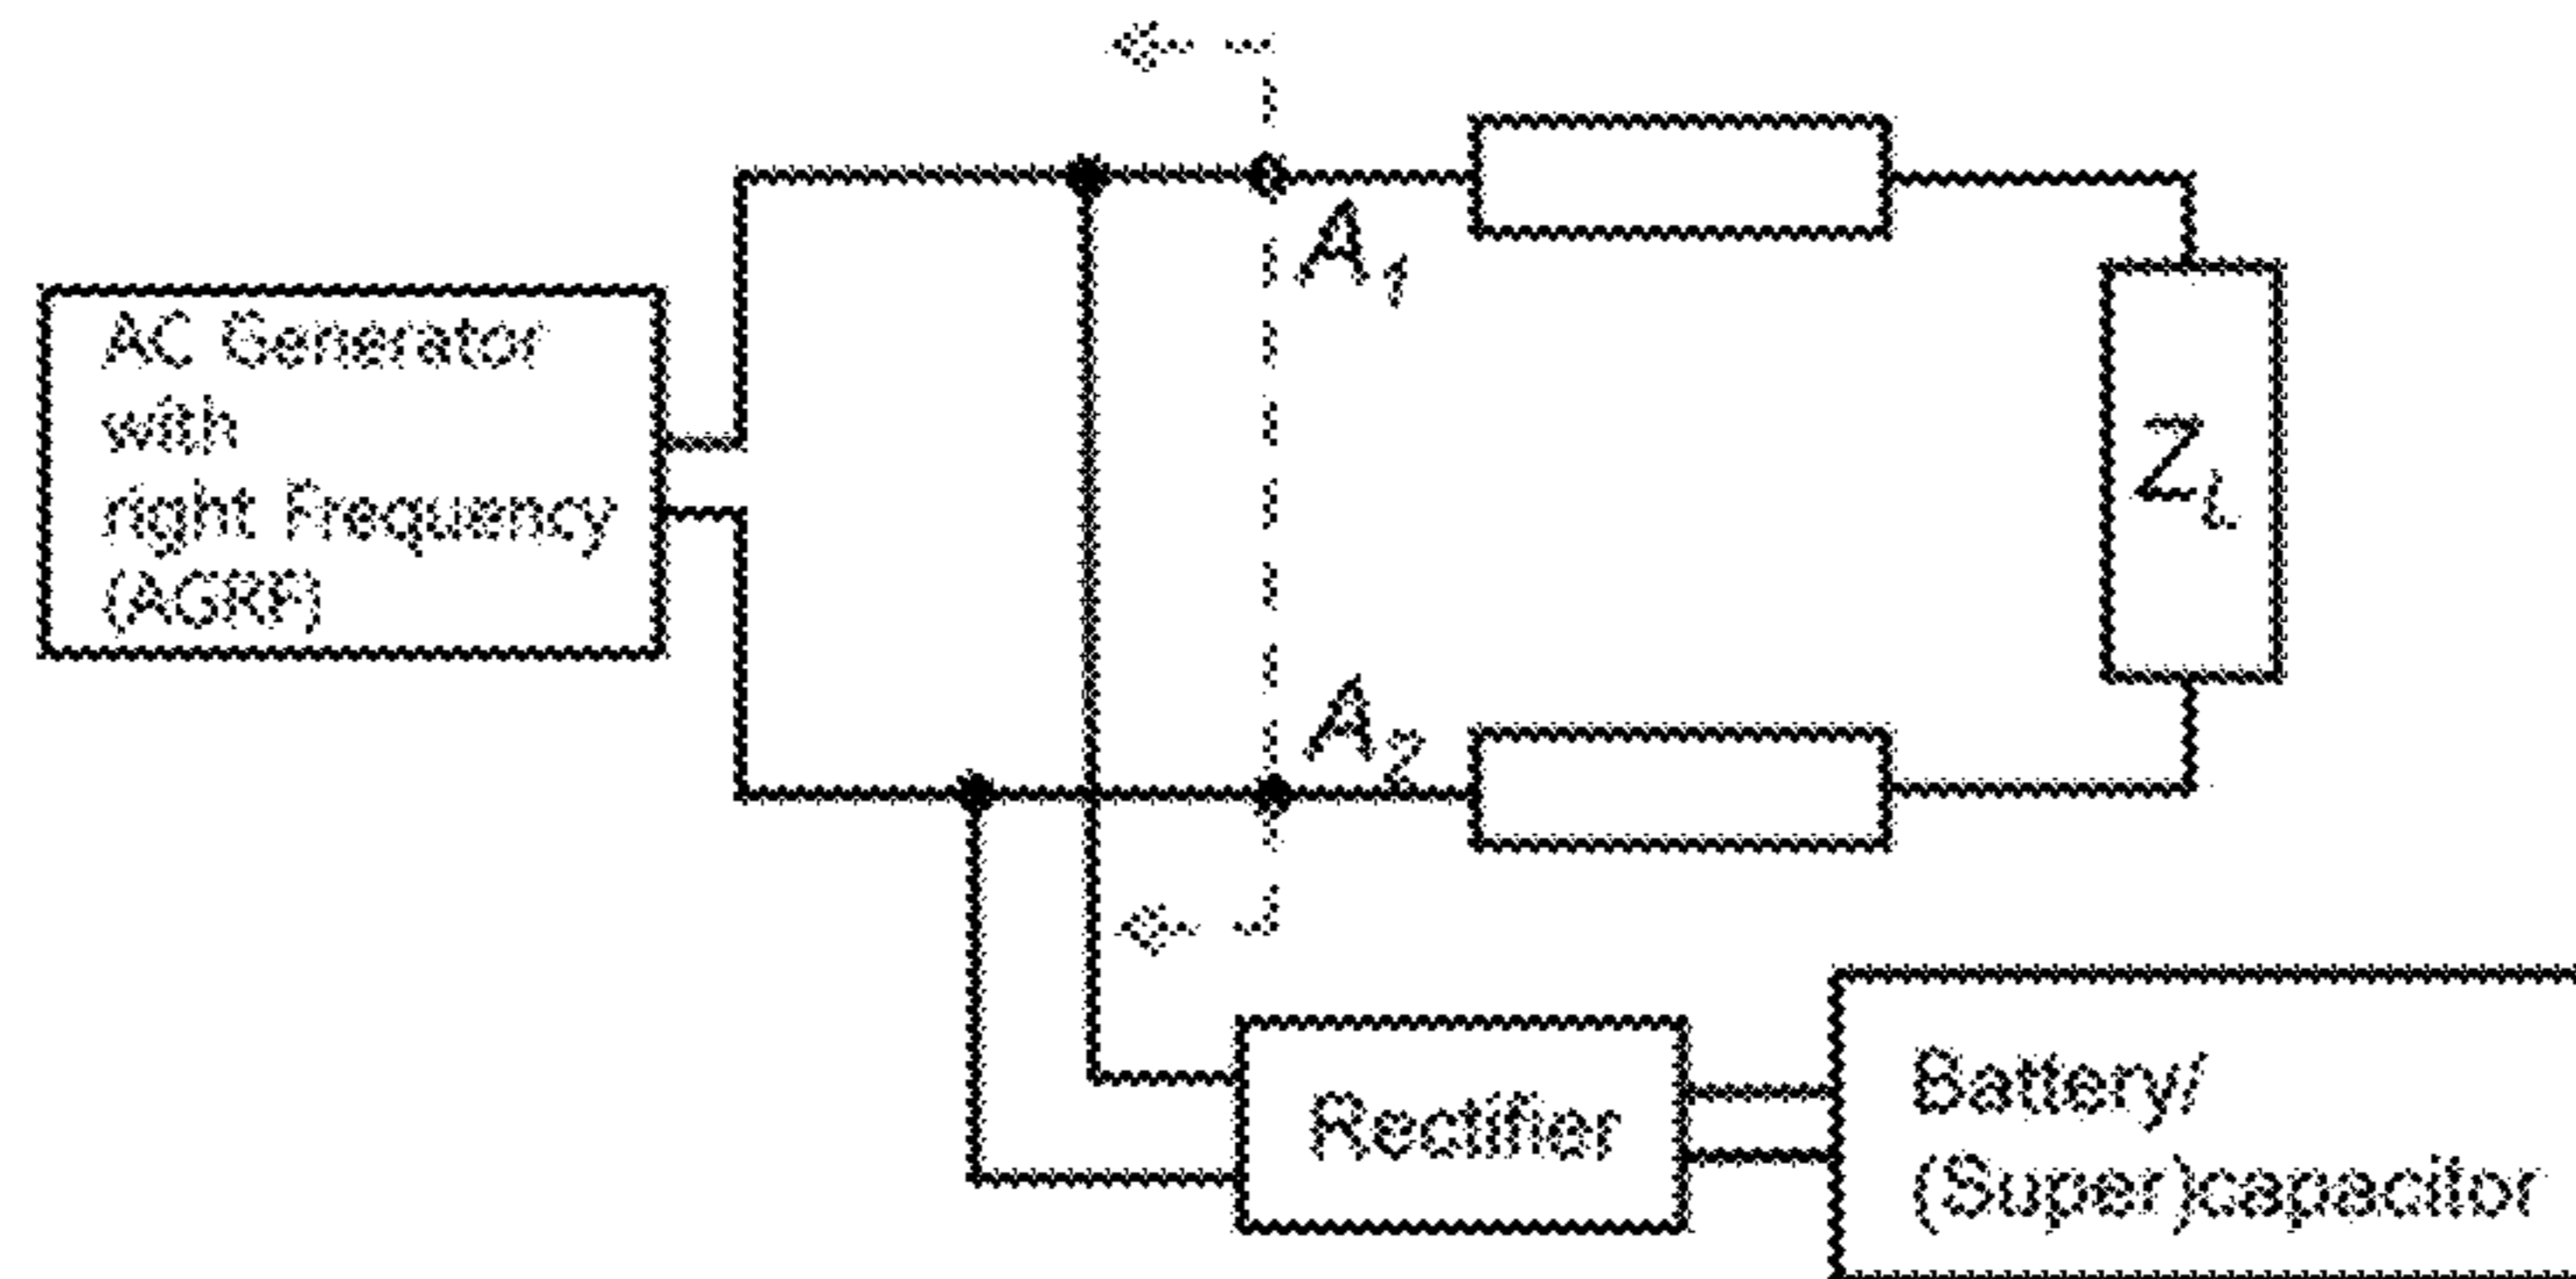 AC Generator
with
right Frequency
(AGRF)
A1
A2
ZL
Rectifier
Battery/
(Super)capacitor